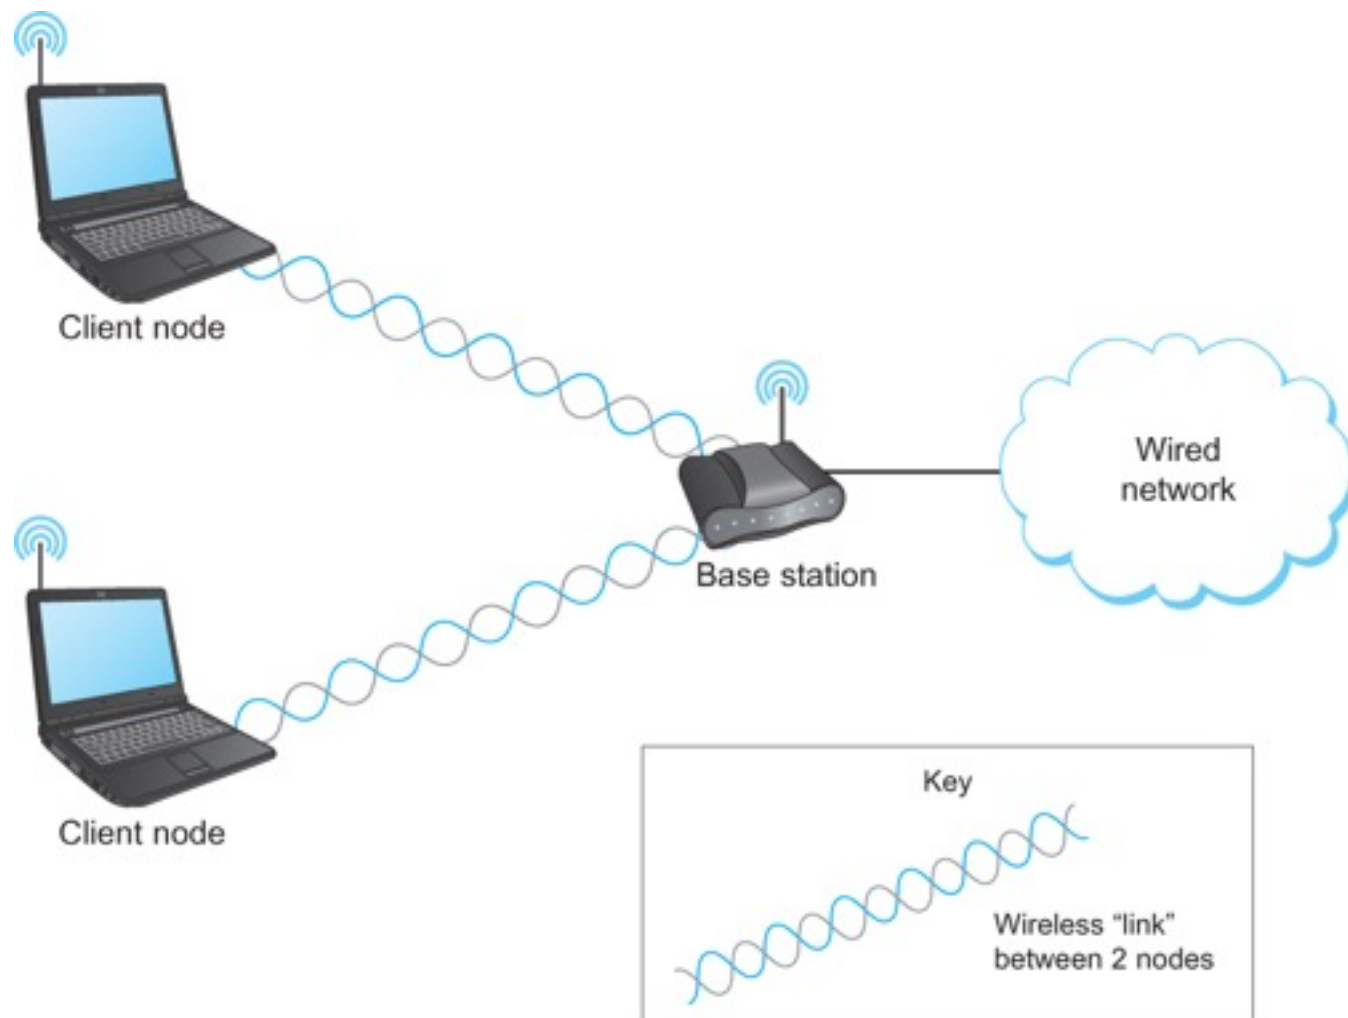 Client node
Wired
network
Base station
Client node
Key
Wireless “link”
between 2 nodes